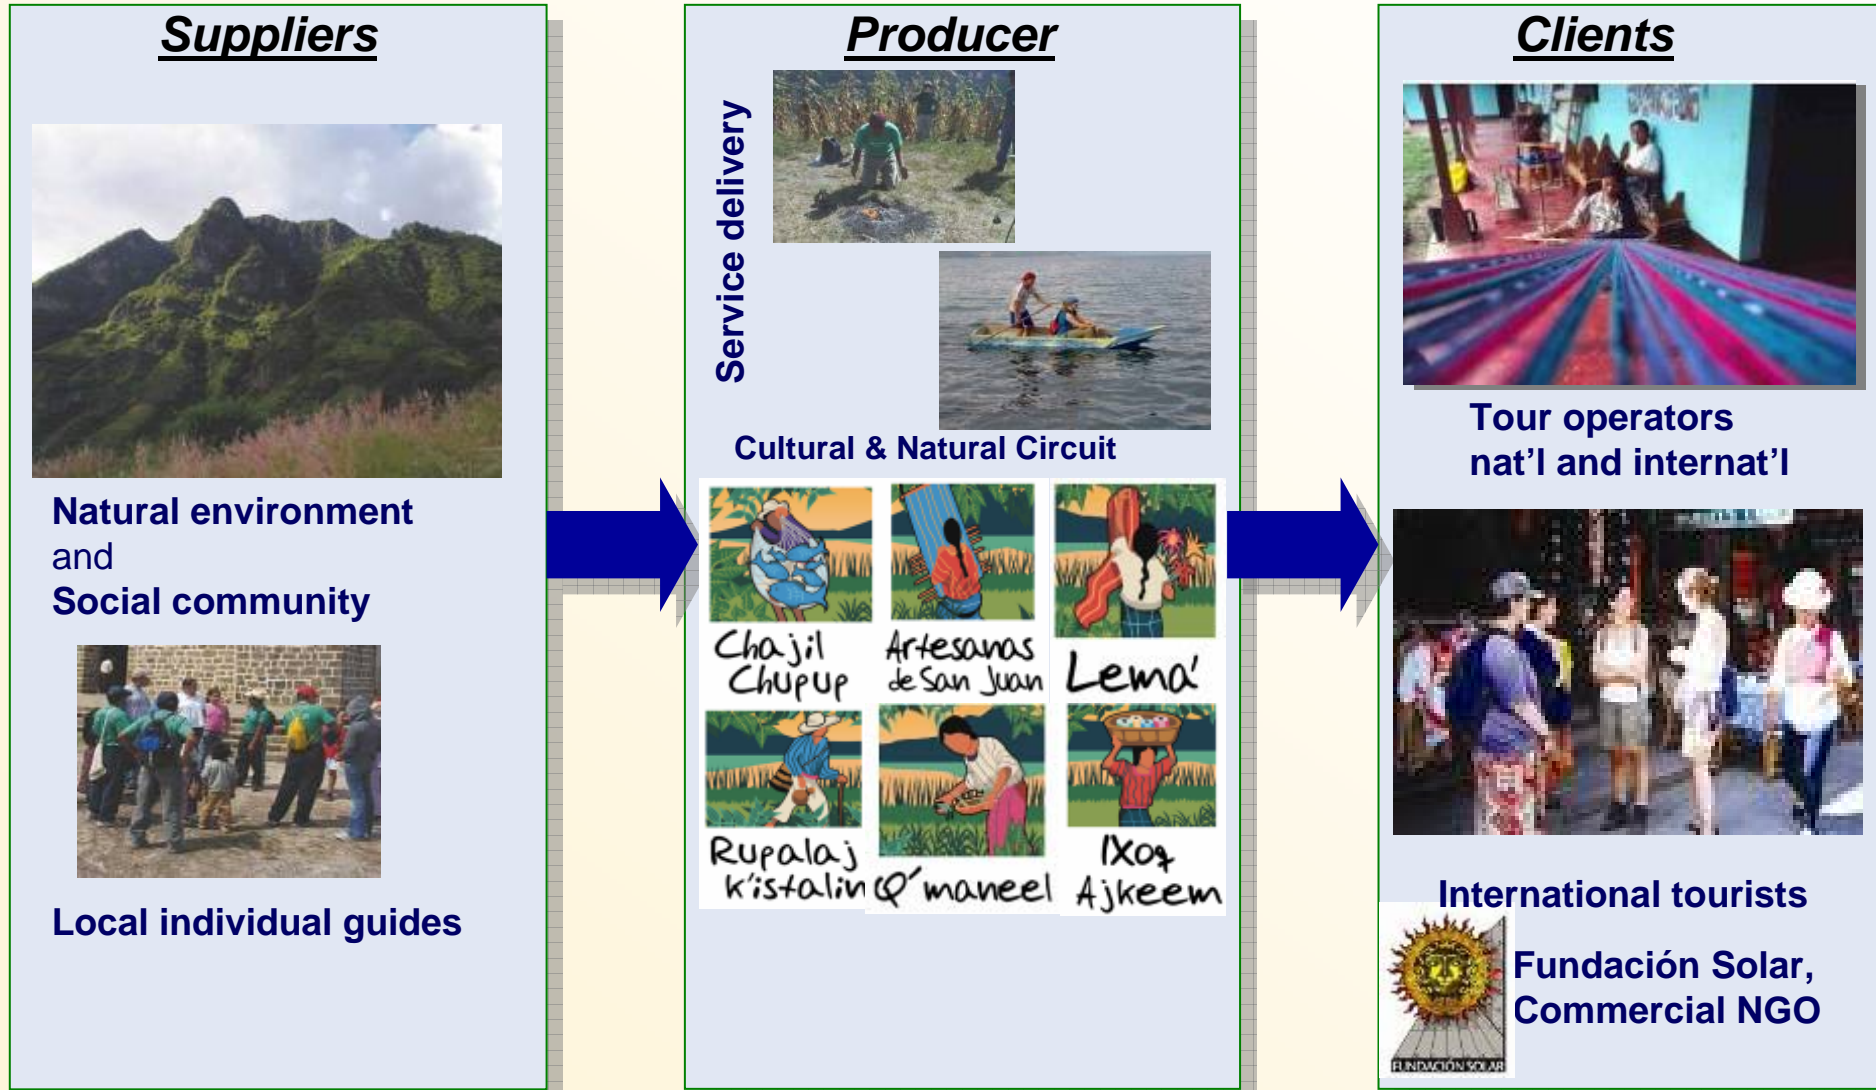 Suppliers
Natural environment
and
Social community
Local individual guides
Producer
Service delivery
Cultural & Natural Circuit
Chajil
Chupup
Artesanas
de San Juan
Lema'
Rupalaj
K'istalin
Q'maneel
Ixoq
Ajkeem
Clients
Tour operators
nat’l and internat’l
International tourists
Fundación Solar,
Commercial NGO
FUNDACIÓN SOLAR